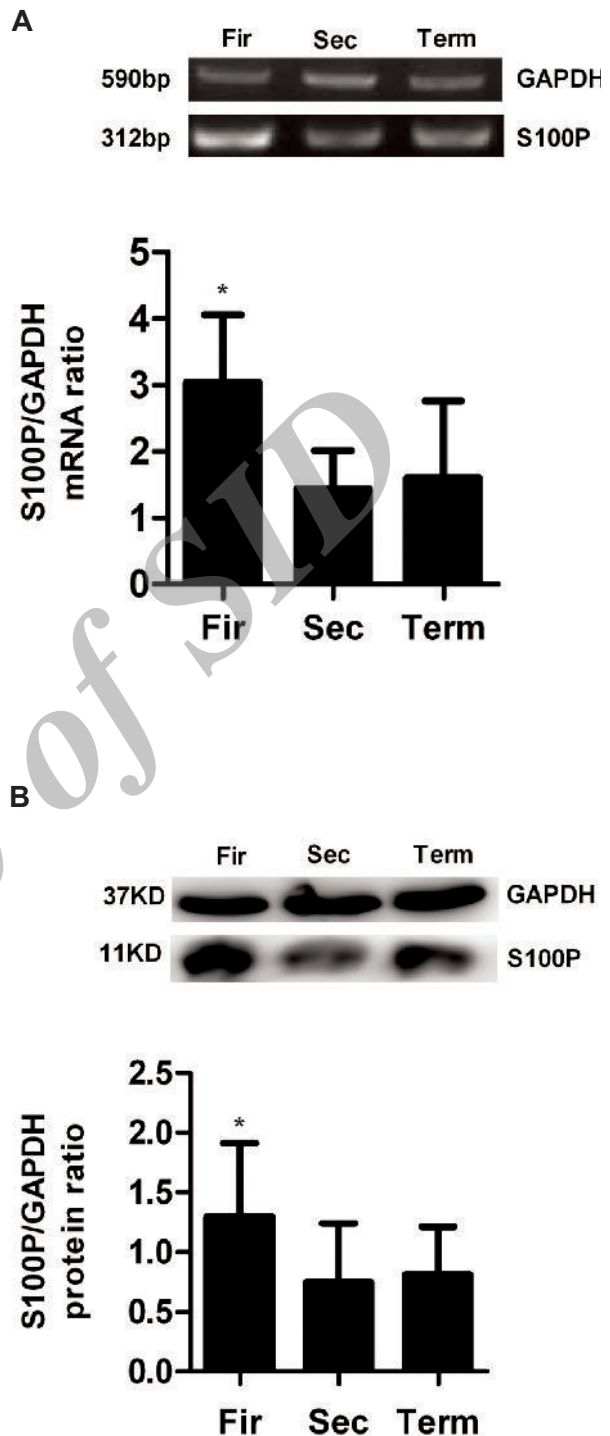 A
Fir Sec Term
590bp GAPDH
312bp S100P
S100P/GAPDH
mRNA ratio
5
4
3
2
1
0
*
Fir Sec Term
of SID
B
Fir Sec Term
37KD GAPDH
11KD S100P
S100P/GAPDH
protein ratio
2.5
2.0
1.5
1.0
0.5
0.0
*
Fir Sec Term